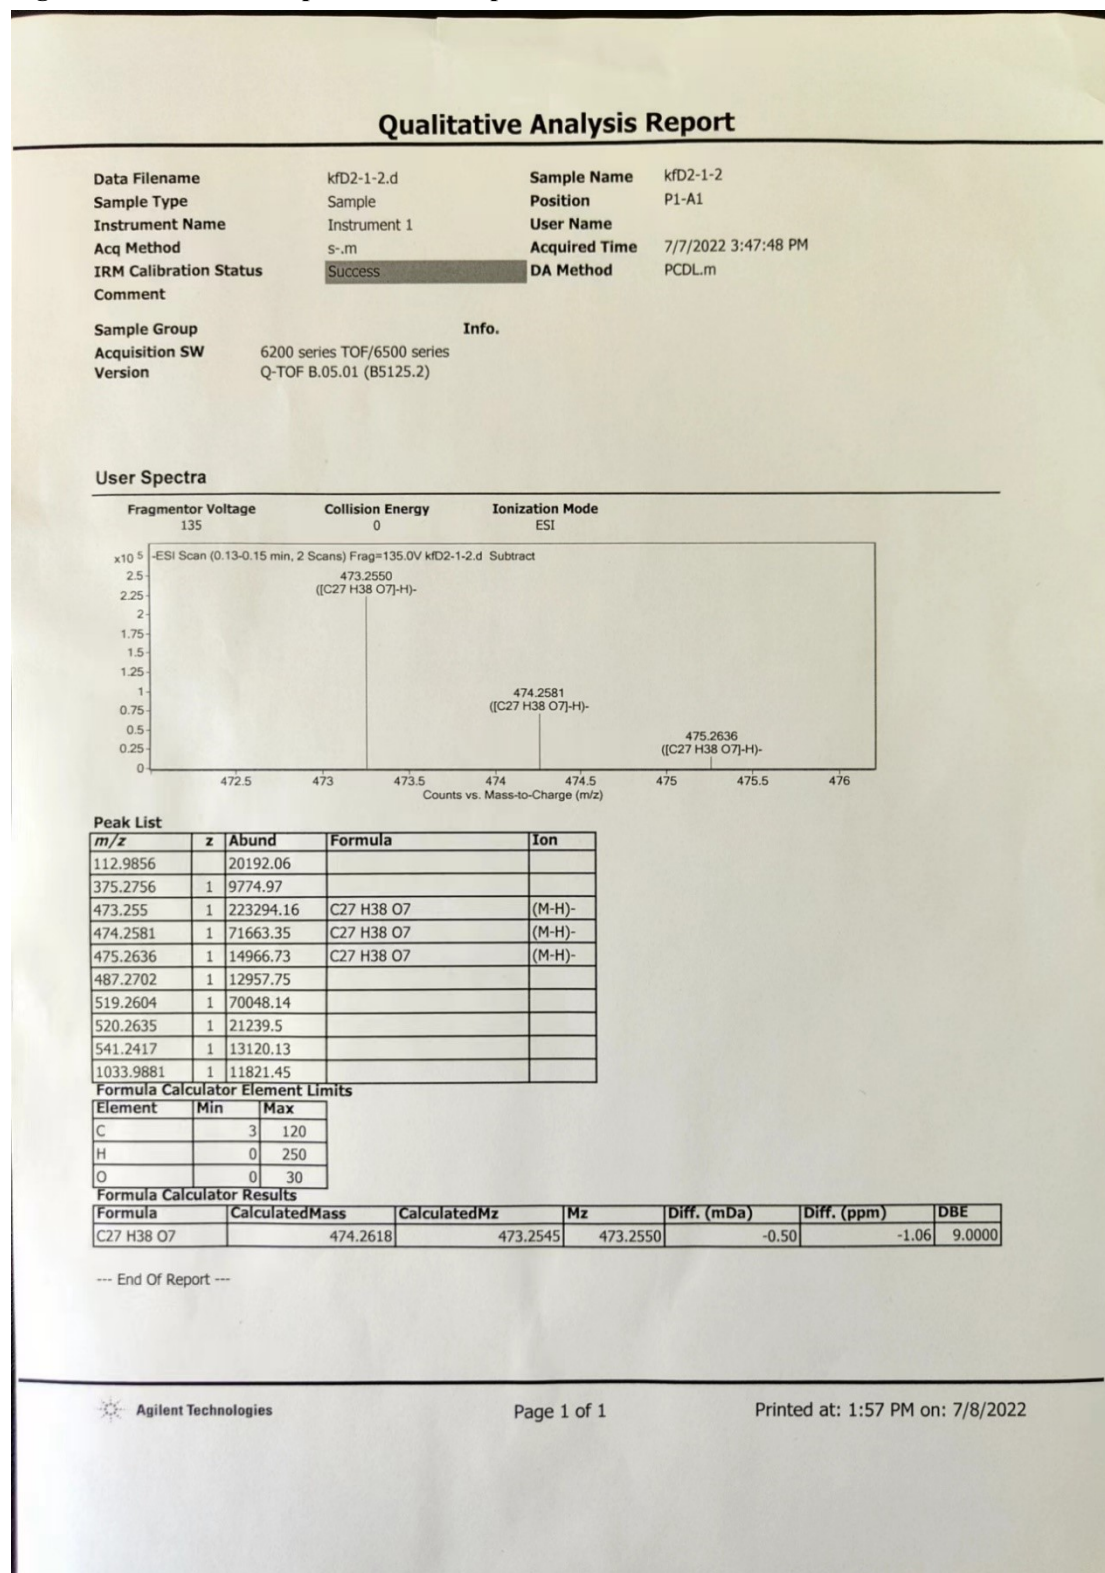 Qualitative Analysis Report
Data Filename kfD2-1-2.d Sample Name kfD2-1-2
Sample Type Sample Position P1-A1
Instrument Name Instrument 1 User Name
Acq Method s-.m Acquired Time 7/7/2022 3:47:48 PM
IRM Calibration Status Success DA Method PCDL.m
Comment
Sample Group Info.
Acquisition SW 6200 series TOF/6500 series
Version Q-TOF B.05.01 (B5125.2)
User Spectra
Fragmentor Voltage Collision Energy Ionization Mode
135 0 ESI
x10 5 -ESI Scan (0.13-0.15 min, 2 Scans) Frag=135.0V kfD2-1-2.d Subtract
2.5 473.2550
2.25 ([C27 H38 O7]-H)-
2
1.75
1.5
1.25
1 474.2581
0.75 ([C27 H38 O7]-H)-
0.5 475.2636
0.25 ([C27 H38 O7]-H)-
0
472.5 473 473.5 474 474.5 475 475.5 476
Counts vs. Mass-to-Charge (m/z)
Peak List
m/z z Abund Formula Ion
112.9856 20192.06
375.2756 1 9774.97
473.255 1 223294.16 C27 H38 O7 (M-H)-
474.2581 1 71663.35 C27 H38 O7 (M-H)-
475.2636 1 14966.73 C27 H38 O7 (M-H)-
487.2702 1 12957.75
519.2604 1 70048.14
520.2635 1 21239.5
541.2417 1 13120.13
1033.9881 1 11821.45
Formula Calculator Element Limits
Element Min Max
C 3 120
H 0 250
O 0 30
Formula Calculator Results
Formula CalculatedMass CalculatedMz Mz Diff. (mDa) Diff. (ppm) DBE
C27 H38 O7 474.2618 473.2545 473.2550 -0.50 -1.06 9.0000
--- End Of Report ---
Agilent Technologies Page 1 of 1 Printed at: 1:57 PM on: 7/8/2022